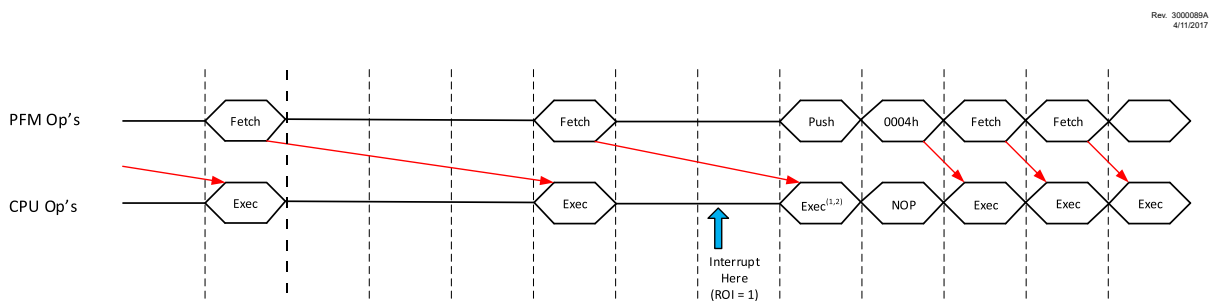 Rev. 3000089A
4/11/2017
PFM Op's
Fetch
Fetch
Push
0004h
Fetch
Fetch
CPU Op's
Exec
Exec
Exec(1,2)
NOP
Exec
Exec
Exec
Interrupt
Here
(ROI = 1)